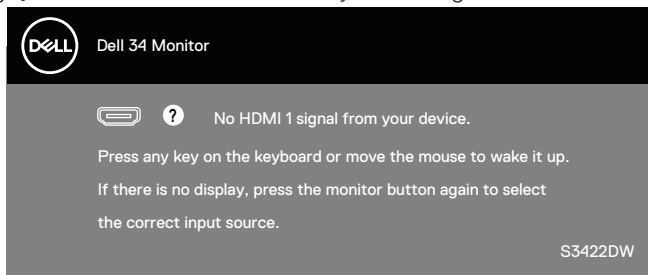 DELL
Dell 34 Monitor
? No HDMI 1 signal from your device.
Press any key on the keyboard or move the mouse to wake it up.
If there is no display, press the monitor button again to select
the correct input source.
S3422DW